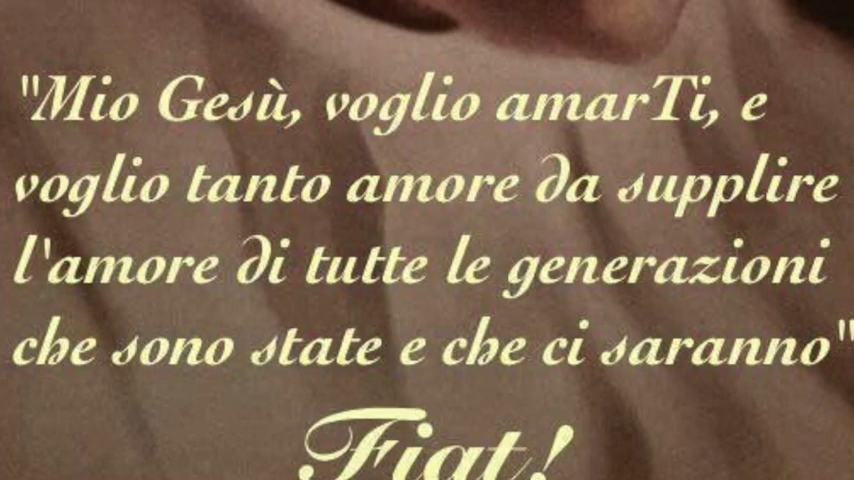 "Mio Gesù, voglio amarTi, e
voglio tanto amore da supplire
l'amore di tutte le generazioni
che sono state e che ci saranno"
Fiat!